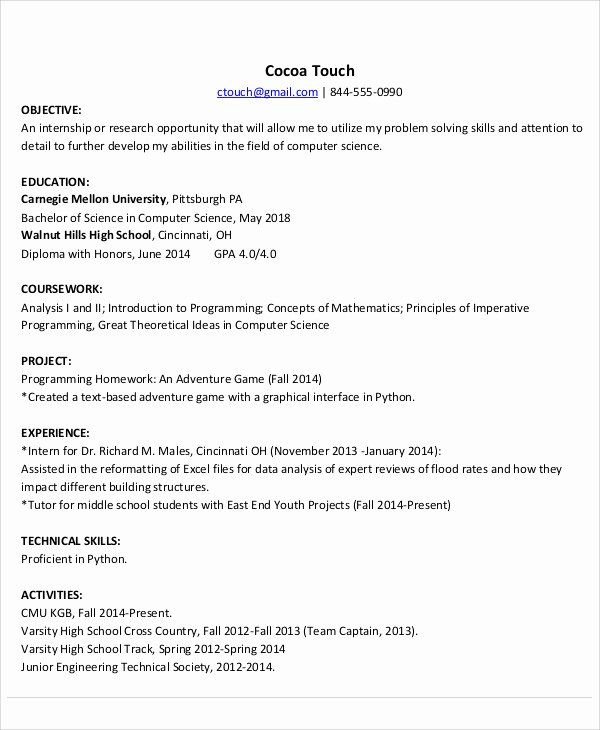 Cocoa Touch
ctouch@gmail.com | 844-555-0990
OBJECTIVE:
An internship or research opportunity that will allow me to utilize my problem solving skills and attention to
detail to further develop my abilities in the field of computer science.
EDUCATION:
Carnegie Mellon University, Pittsburgh PA
Bachelor of Science in Computer Science, May 2018
Walnut Hills High School, Cincinnati, OH
Diploma with Honors, June 2014 GPA 4.0/4.0
COURSEWORK:
Analysis I and II; Introduction to Programming; Concepts of Mathematics; Principles of Imperative
Programming, Great Theoretical Ideas in Computer Science
PROJECT:
Programming Homework: An Adventure Game (Fall 2014)
*Created a text-based adventure game with a graphical interface in Python.
EXPERIENCE:
*Intern for Dr. Richard M. Males, Cincinnati OH (November 2013 -January 2014):
Assisted in the reformatting of Excel files for data analysis of expert reviews of flood rates and how they
impact different building structures.
*Tutor for middle school students with East End Youth Projects (Fall 2014-Present)
TECHNICAL SKILLS:
Proficient in Python.
ACTIVITIES:
CMU KGB, Fall 2014-Present.
Varsity High School Cross Country, Fall 2012-Fall 2013 (Team Captain, 2013).
Varsity High School Track, Spring 2012-Spring 2014
Junior Engineering Technical Society, 2012-2014.